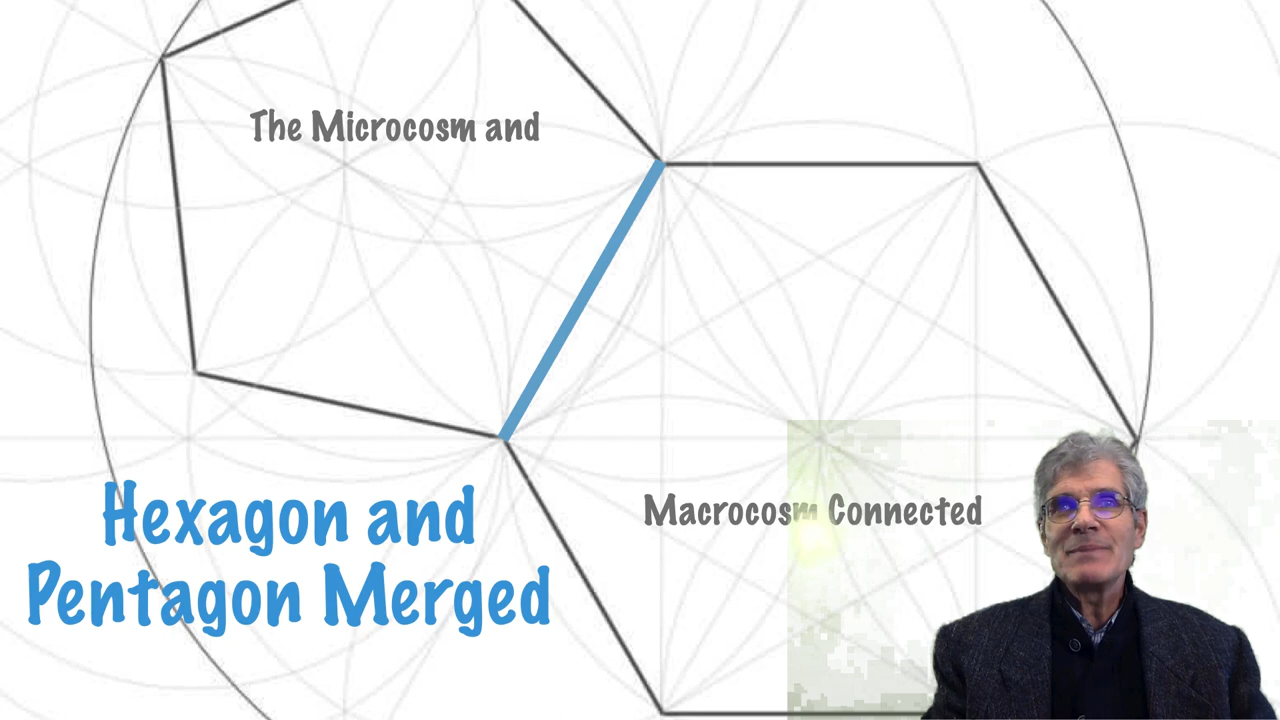 The Microcosm and
Hexagon and
Pentagon Merged
Macrocosm Connected